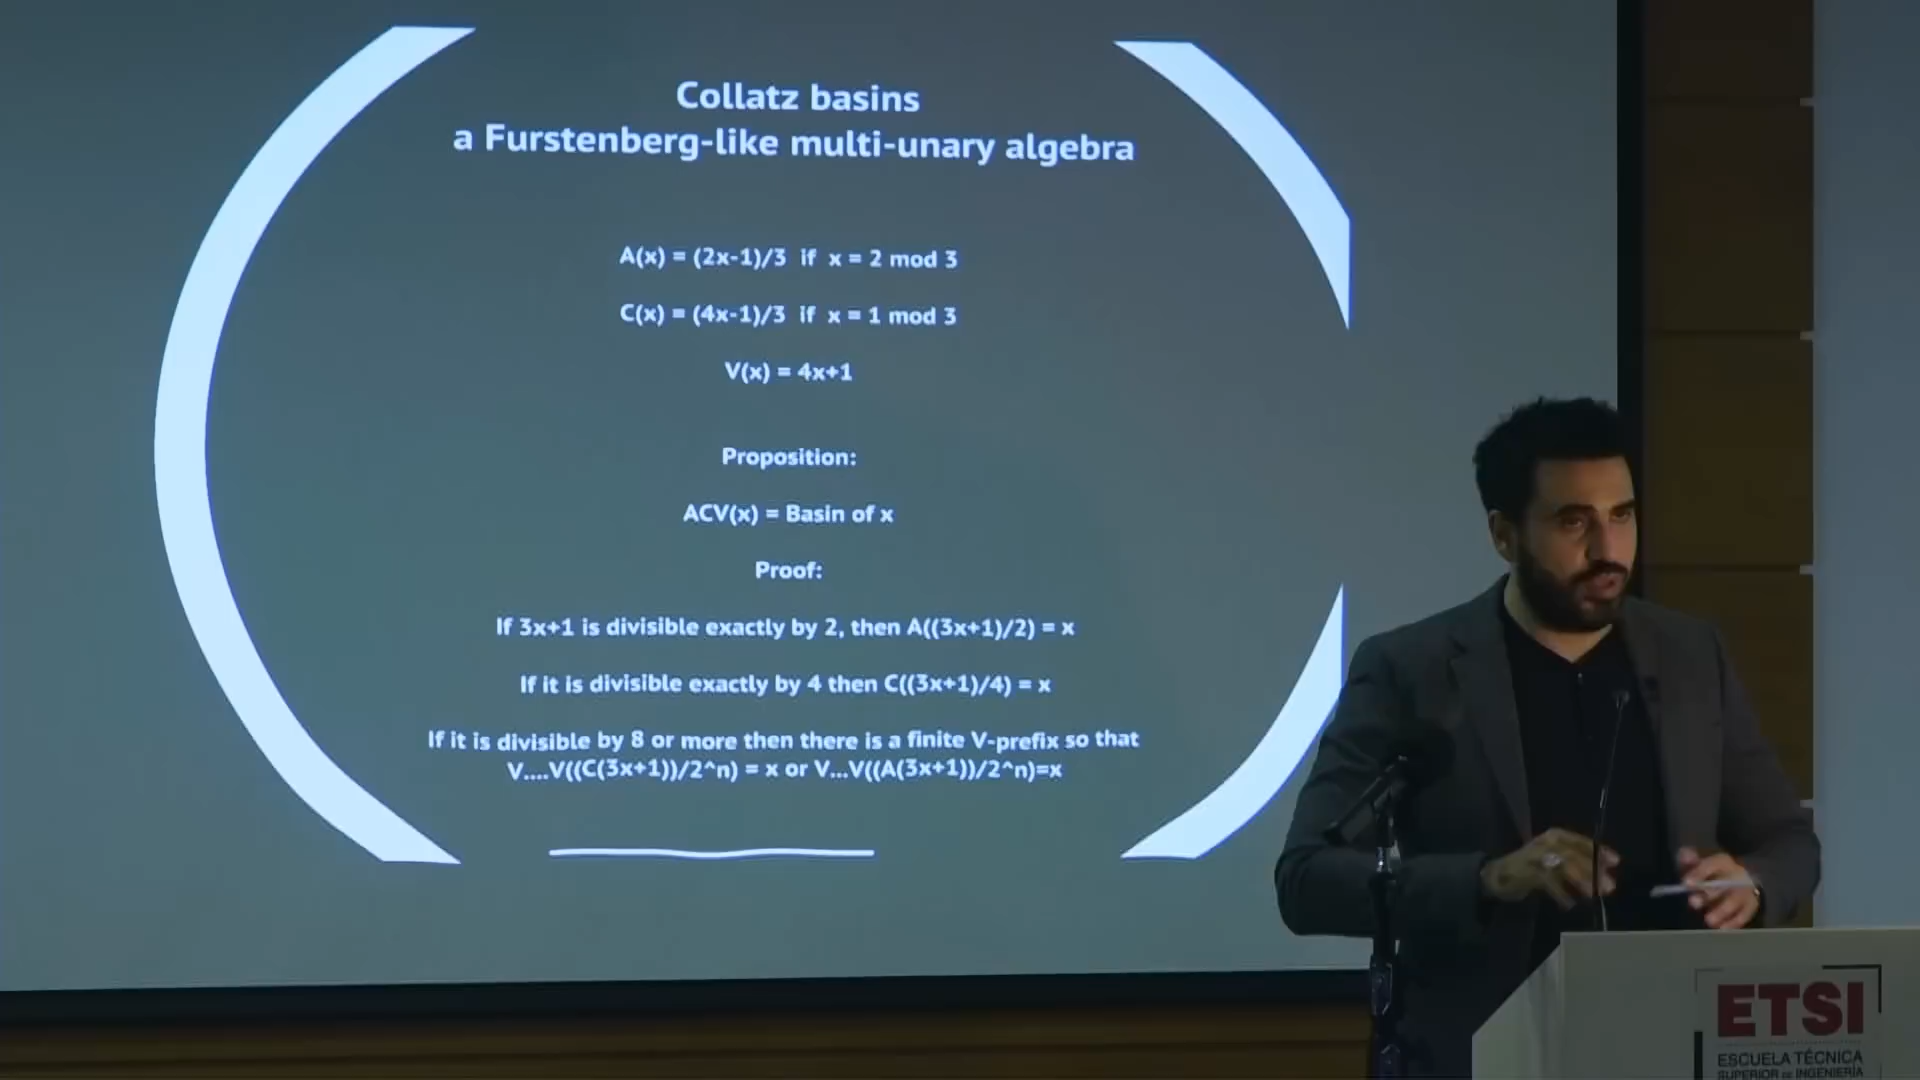 Collatz basins
a Furstenberg-like multi-unary algebra
A(x) = (2x-1)/3 if x = 2 mod 3
C(x) = (4x-1)/3 if x = 1 mod 3
V(x) = 4x+1
Proposition:
ACV(x) = Basin of x
Proof:
If 3x+1 is divisible exactly by 2, then A((3x+1)/2) = x
If it is divisible exactly by 4 then C((3x+1)/4) = x
If it is divisible by 8 or more then there is a finite V-prefix so that
V....V((C(3x+1))/2^n) = x or V...V((A(3x+1))/2^n)=x
ETSI
ESCUELA TÉCNICA
SUPERIOR DE INGENIERÍA